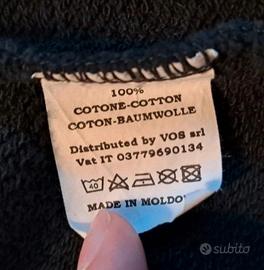 100%
COTONE-COTTON
COTON-BAUMWOLLE
Distributed by VOS srl
Vat IT 03779690134
40
MADE IN MOLDO
subito